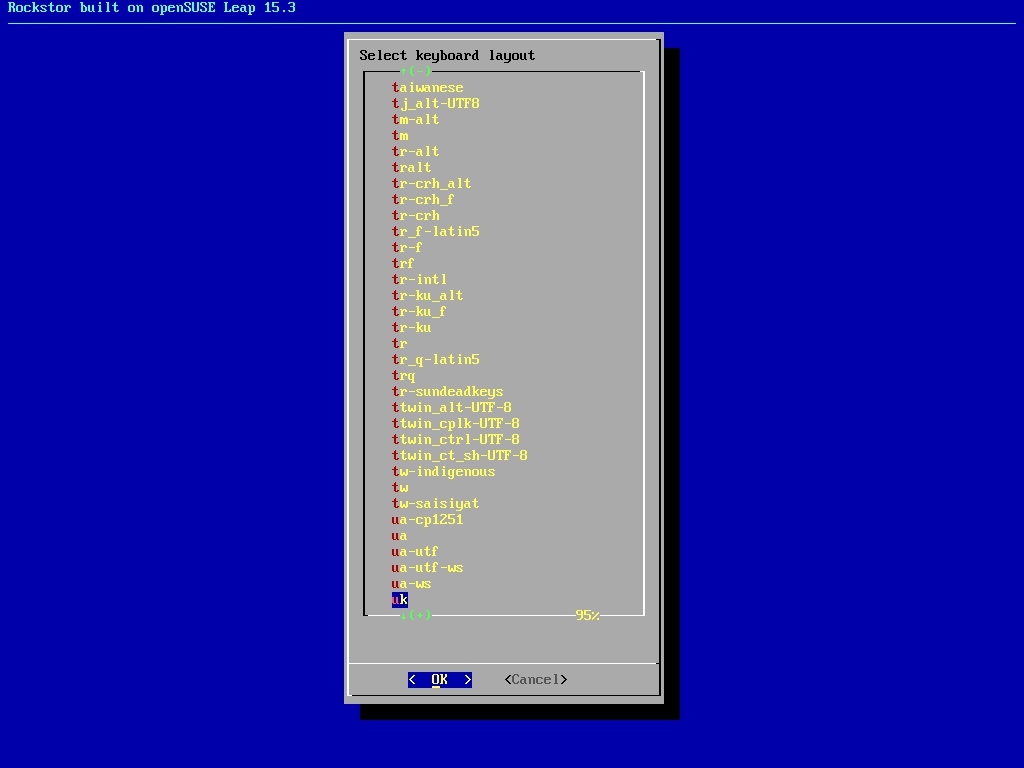 Rockstor built on openSUSE Leap 15.3
Select keyboard layout
-(-)
taiwanese
tj_alt-UTF8
tm-alt
tm
tr-alt
tralt
tr-crh_alt
tr-crh_f
tr-crh
tr_f-latin5
tr-f
trf
tr-intl
tr-ku_alt
tr-ku_f
tr-ku
tr
tr_q-latin5
trq
tr-sundeadkeys
ttwin_alt-UTF-8
ttwin_cplk-UTF-8
ttwin_ctrl-UTF-8
ttwin_ct_sh-UTF-8
tw-indigenous
tw
tw-saisiyat
ua-cp1251
ua
ua-utf
ua-utf-ws
ua-ws
uk
.(+) 95%
< OK > <Cancel>